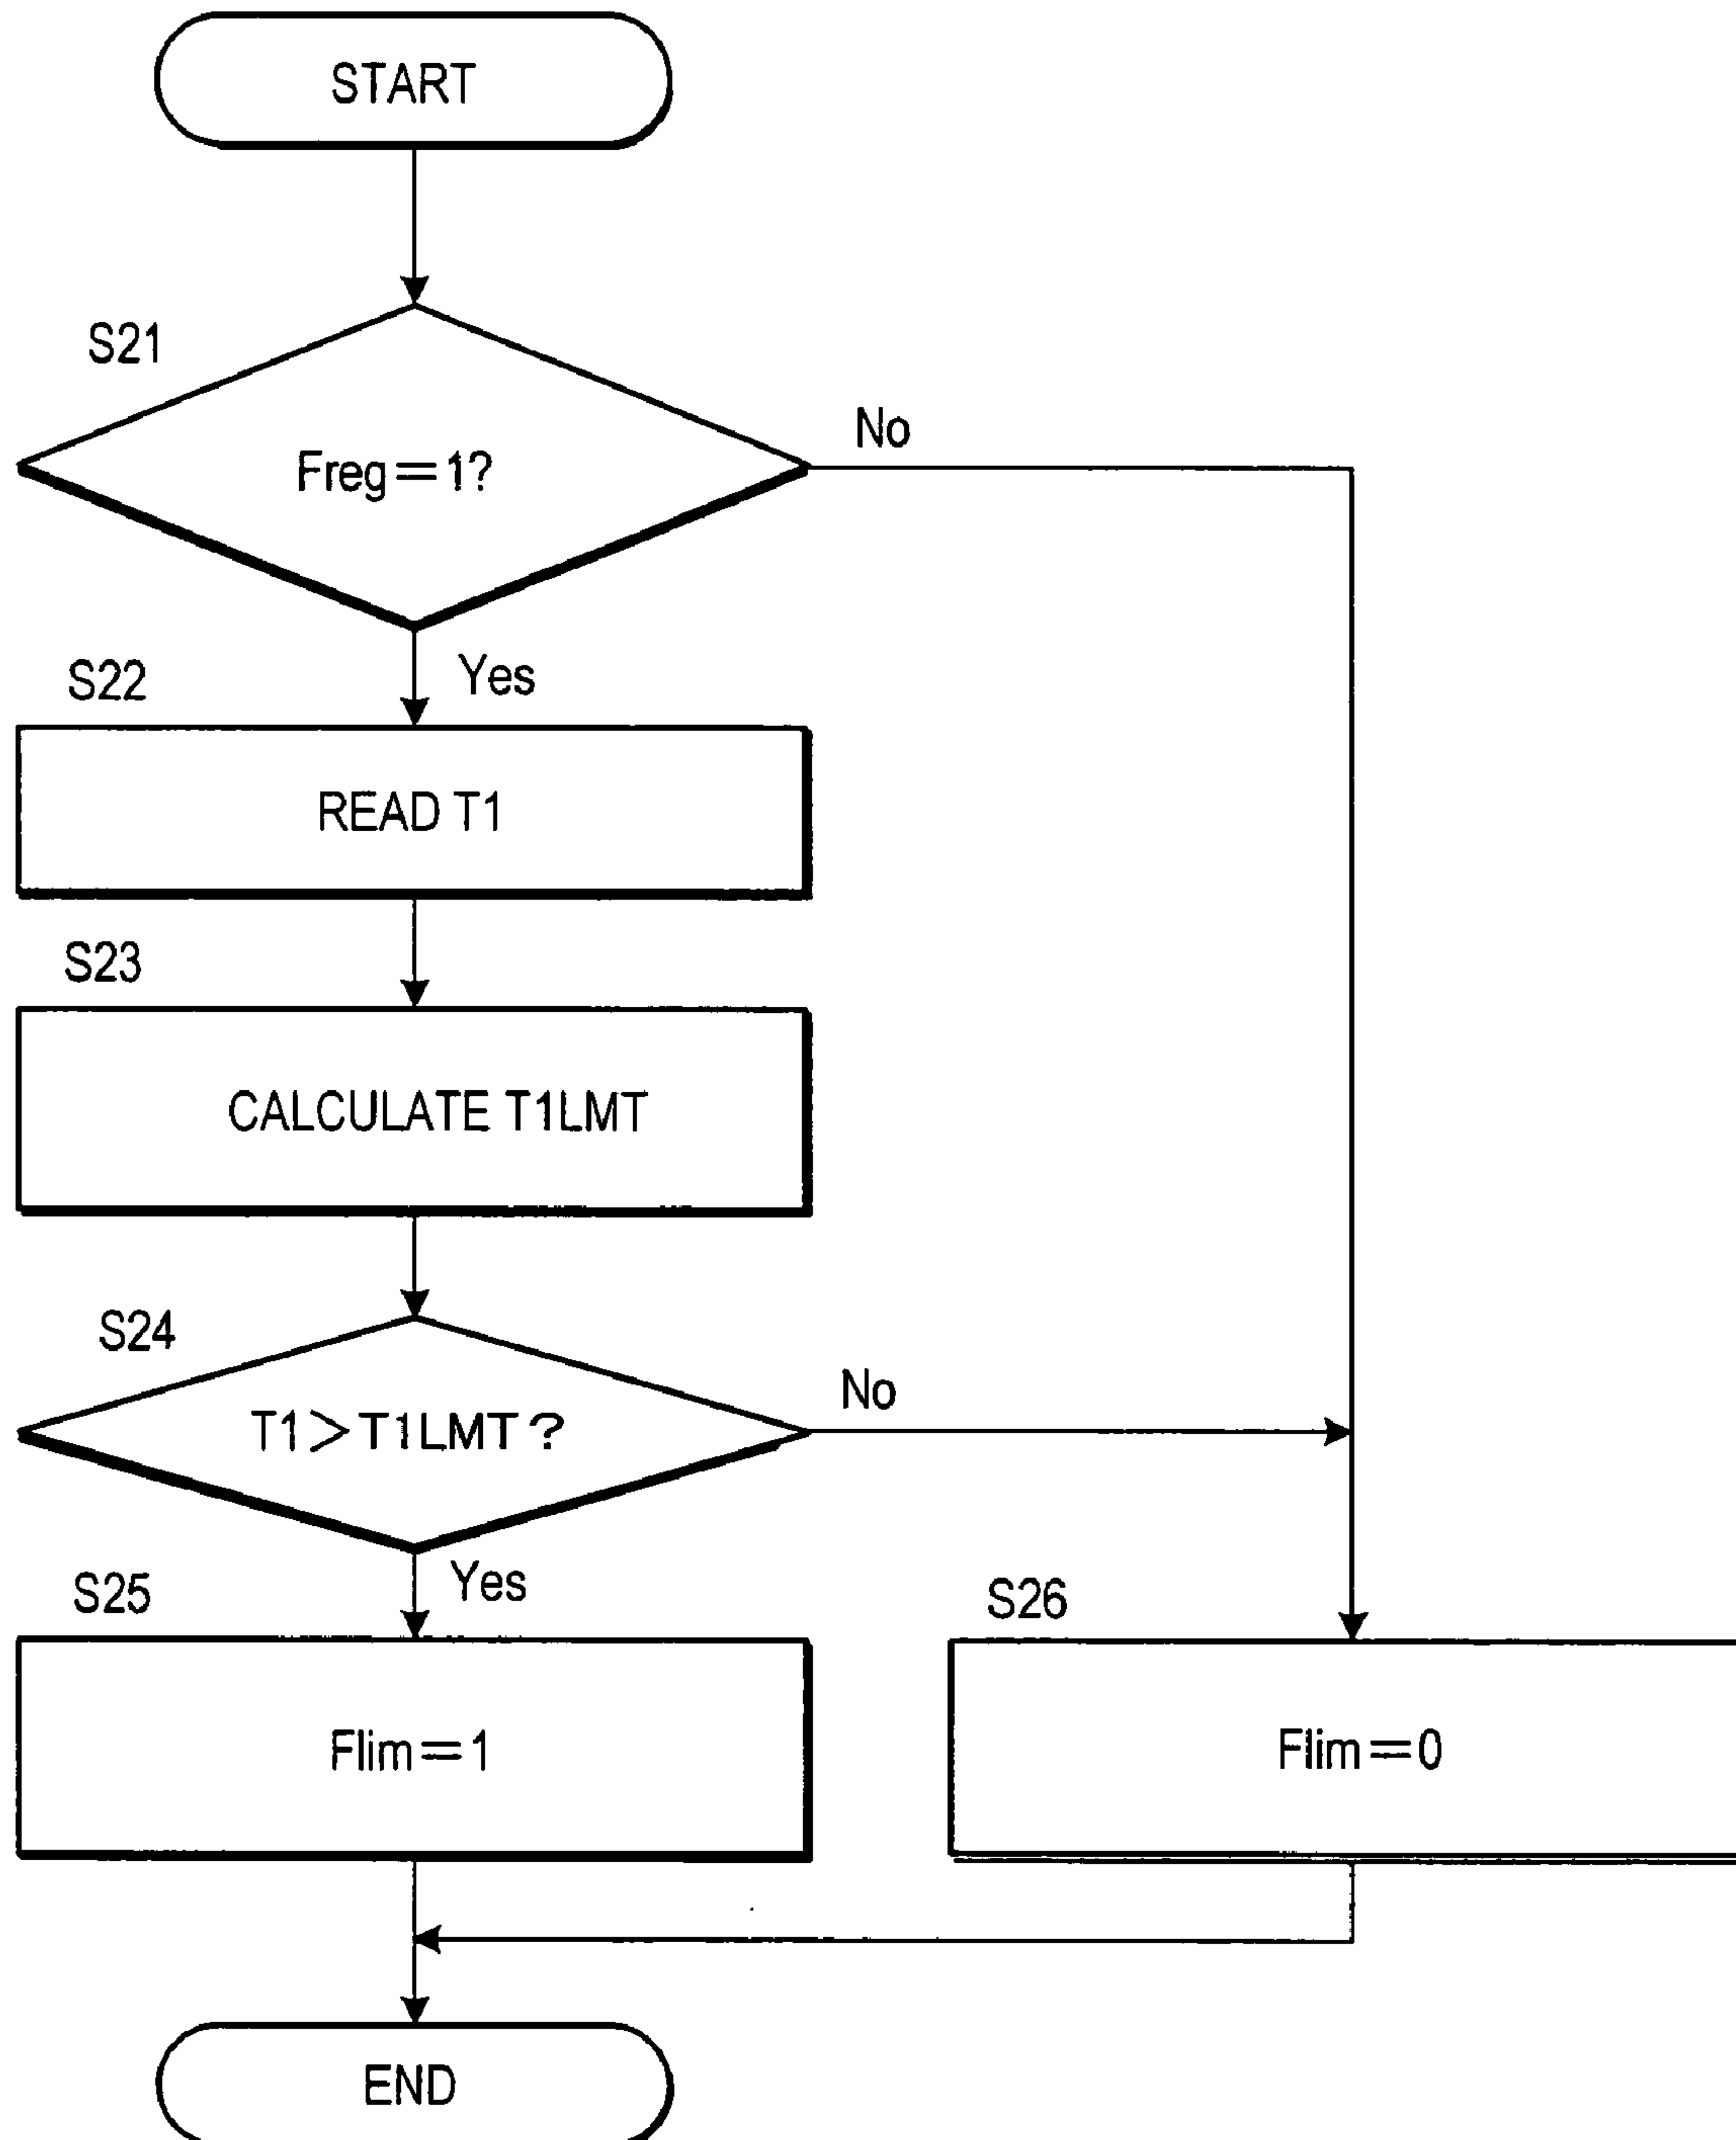 START
S21
Freg=1?
No
S22
Yes
READ T1
S23
CALCULATE T1LMT
S24
T1>T1LMT?
No
S25
Yes
S26
Flim=1
Flim=0
END